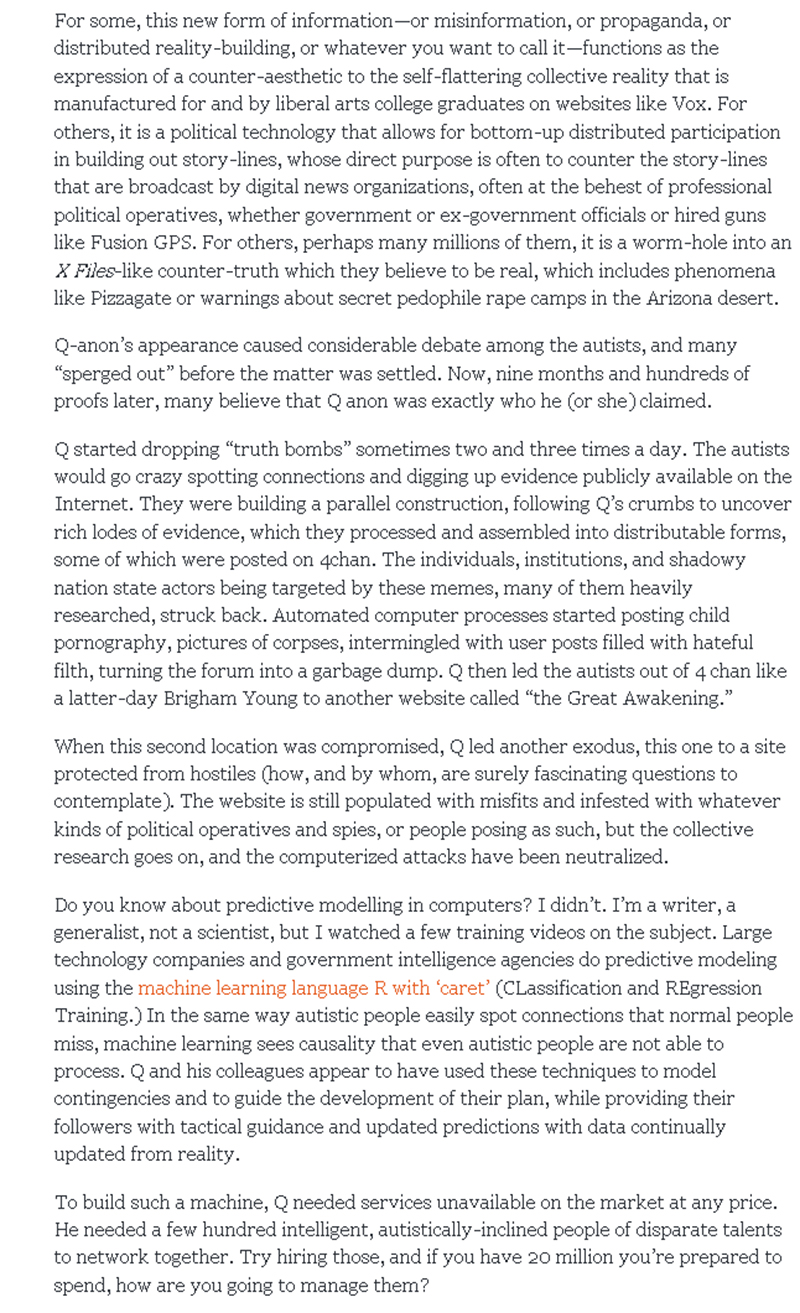 For some, this new form of information—or misinformation, or propaganda, or
distributed reality-building, or whatever you want to call it—functions as the
expression of a counter-aesthetic to the self-flattering collective reality that is
manufactured for and by liberal arts college graduates on websites like Vox. For
others, it is a political technology that allows for bottom-up distributed participation
in building out story-lines, whose direct purpose is often to counter the story-lines
that are broadcast by digital news organizations, often at the behest of professional
political operatives, whether government or ex-government officials or hired guns
like Fusion GPS. For others, perhaps many millions of them, it is a worm-hole into an
X Files-like counter-truth which they believe to be real, which includes phenomena
like Pizzagate or warnings about secret pedophile rape camps in the Arizona desert.
Q-anon’s appearance caused considerable debate among the autists, and many
“sperged out” before the matter was settled. Now, nine months and hundreds of
proofs later, many believe that Q anon was exactly who he (or she) claimed.
Q started dropping “truth bombs” sometimes two and three times a day. The autists
would go crazy spotting connections and digging up evidence publicly available on the
Internet. They were building a parallel construction, following Q’s crumbs to uncover
rich lodes of evidence, which they processed and assembled into distributable forms,
some of which were posted on 4chan. The individuals, institutions, and shadowy
nation state actors being targeted by these memes, many of them heavily
researched, struck back. Automated computer processes started posting child
pornography, pictures of corpses, intermingled with user posts filled with hateful
filth, turning the forum into a garbage dump. Q then led the autists out of 4 chan like
a latter-day Brigham Young to another website called “the Great Awakening.”
When this second location was compromised, Q led another exodus, this one to a site
protected from hostiles (how, and by whom, are surely fascinating questions to
contemplate). The website is still populated with misfits and infested with whatever
kinds of political operatives and spies, or people posing as such, but the collective
research goes on, and the computerized attacks have been neutralized.
Do you know about predictive modelling in computers? I didn’t. I’m a writer, a
generalist, not a scientist, but I watched a few training videos on the subject. Large
technology companies and government intelligence agencies do predictive modeling
using the machine learning language R with ‘caret’ (CLassification and REgression
Training.) In the same way autistic people easily spot connections that normal people
miss, machine learning sees causality that even autistic people are not able to
process. Q and his colleagues appear to have used these techniques to model
contingencies and to guide the development of their plan, while providing their
followers with tactical guidance and updated predictions with data continually
updated from reality.
To build such a machine, Q needed services unavailable on the market at any price.
He needed a few hundred intelligent, autistically-inclined people of disparate talents
to network together. Try hiring those, and if you have 20 million you’re prepared to
spend, how are you going to manage them?